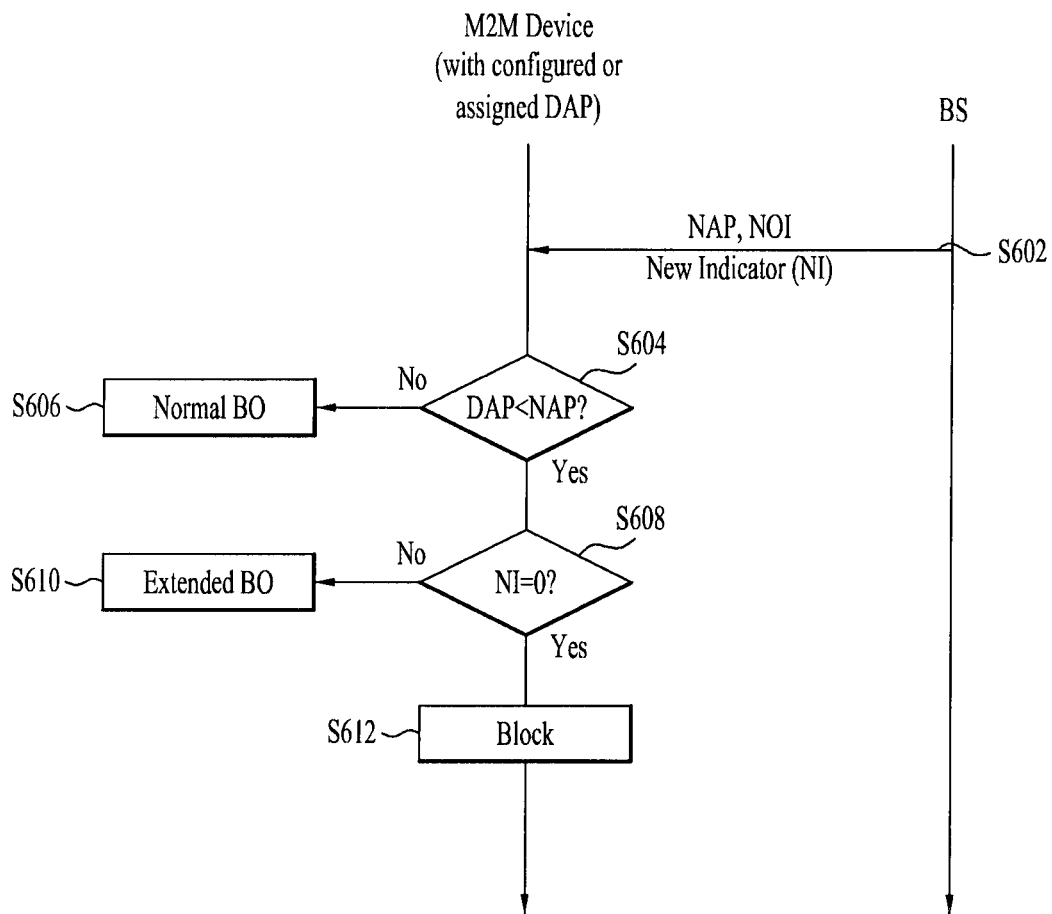 M2M Device
(with configured or
assigned DAP)
BS
NAP, NOI
New Indicator (NI)
S602
S604
No
S606
Normal BO
DAP<NAP?
Yes
S608
No
S610
Extended BO
NI=0?
Yes
S612
Block